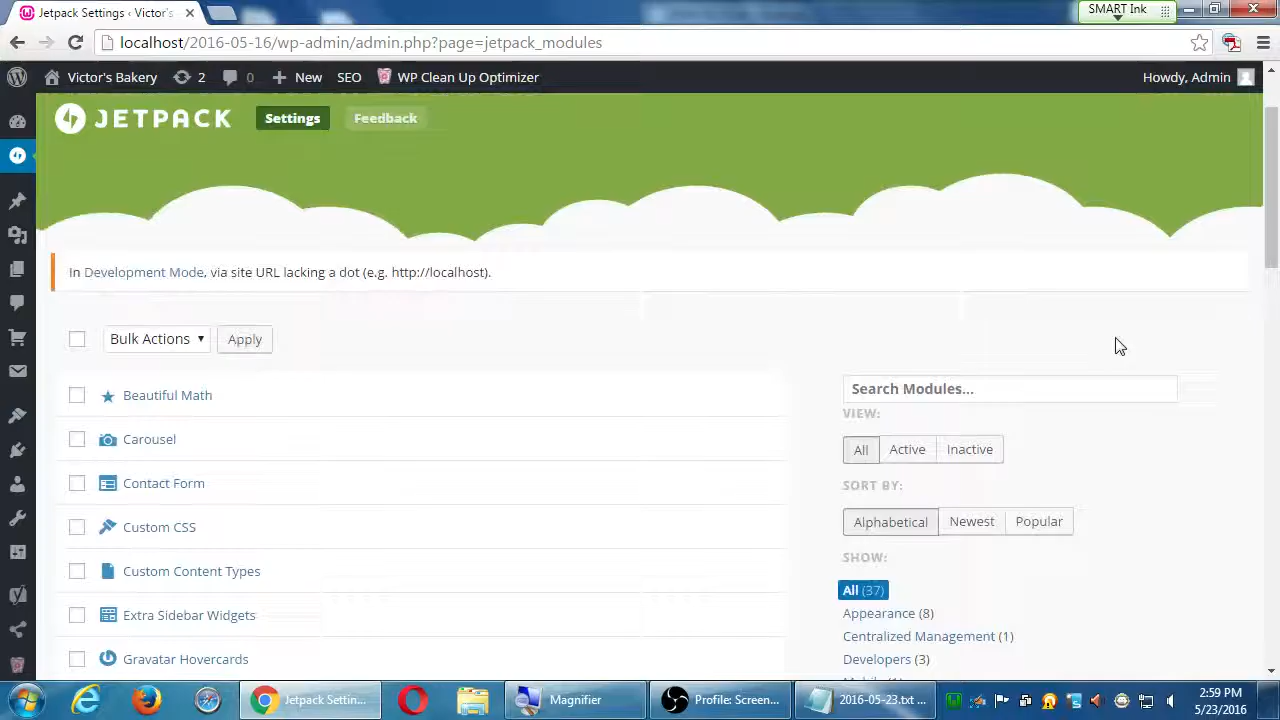 SMART Ink
Jetpack Settings ‹ Victor's
localhost/2016-05-16/wp-admin/admin.php?page=jetpack_modules
Victor's Bakery 2 0 New SEO WP Clean Up Optimizer Howdy, Admin
JETPACK Settings Feedback
In Development Mode, via site URL lacking a dot (e.g. http://localhost).
Bulk Actions Apply
Beautiful Math
Carousel
Contact Form
Custom CSS
Custom Content Types
Extra Sidebar Widgets
Gravatar Hovercards
Search Modules...
VIEW:
All Active Inactive
SORT BY:
Alphabetical Newest Popular
SHOW:
All (37)
Appearance (8)
Centralized Management (1)
Developers (3)
Jetpack Settin... Magnifier Profile: Screen... 2016-05-23.txt ...
2:59 PM
5/23/2016